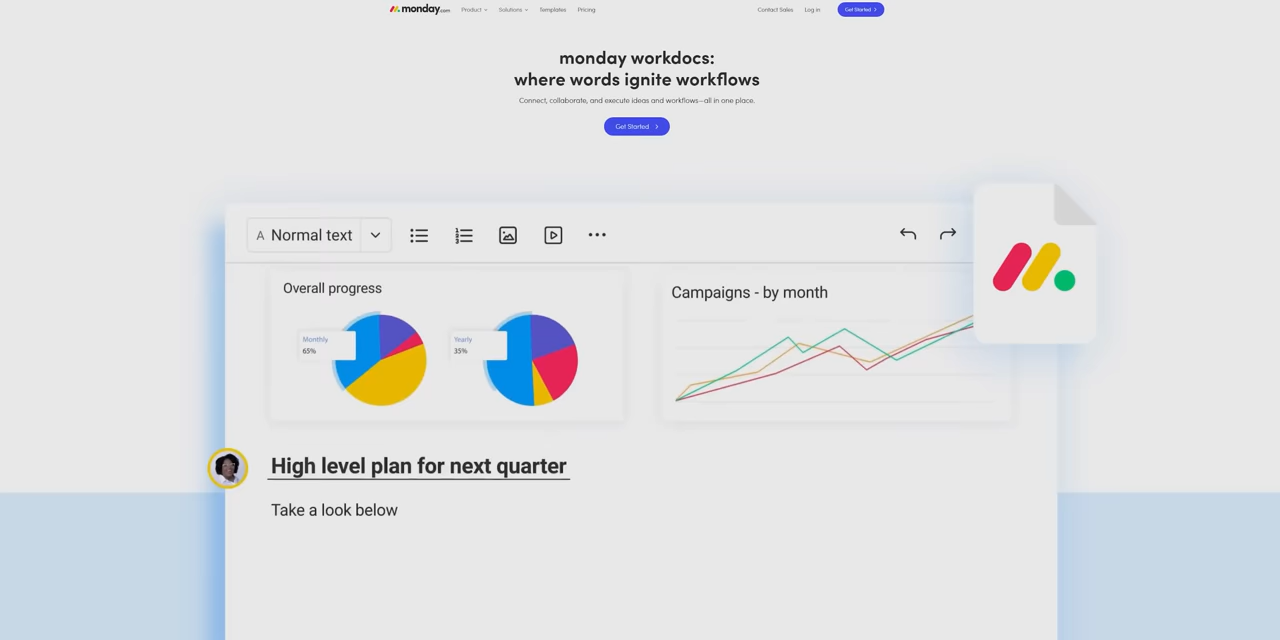 monday.com
Product
Solutions
Templates
Pricing
Contact Sales
Log in
Get Started
monday workdocs:
where words ignite workflows
Connect, collaborate, and execute ideas and workflows—all in one place.
Get Started
A Normal text
Overall progress
Monthly
65%
Yearly
35%
Campaigns - by month
High level plan for next quarter
Take a look below